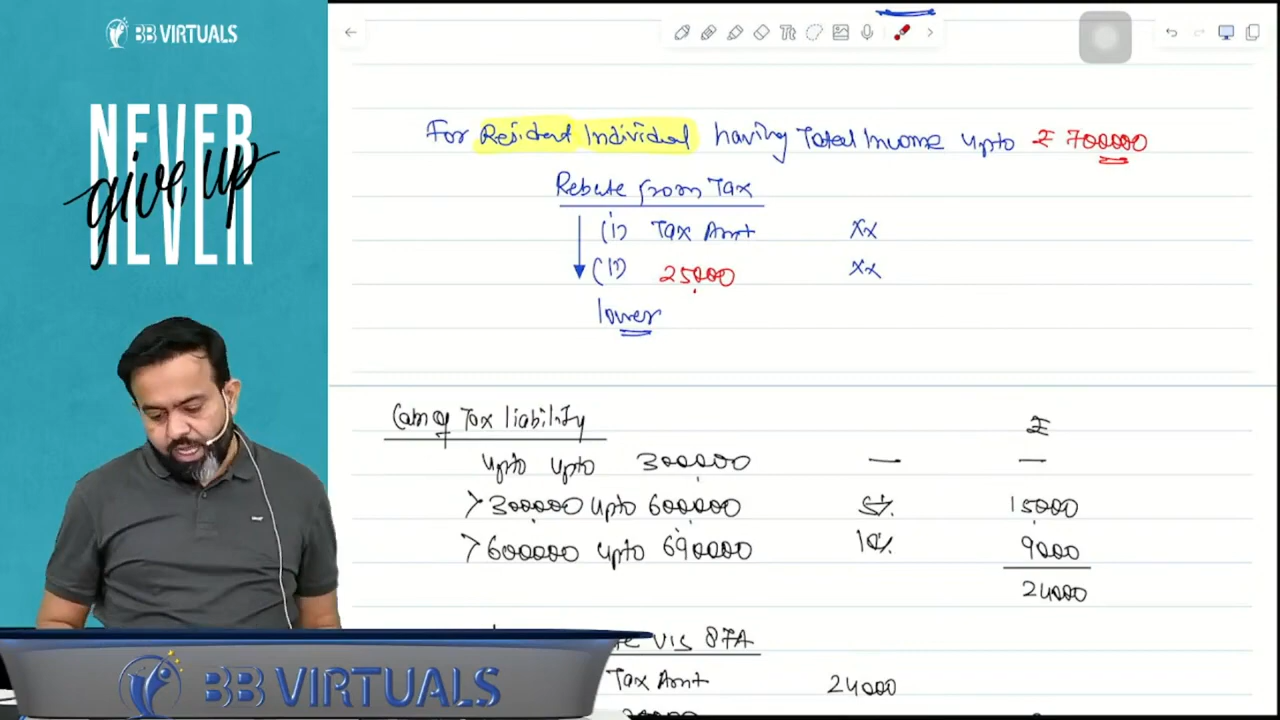 BB VIRTUALS
NEVER
give up
NEVER
For Resident Individual having Total Income upto ₹ 700000
Rebate from Tax
(i) Tax Amt xx
(ii) 25000 xx
lower
Com of Tax liability ₹
upto upto 300000 — —
>300000 upto 600000 5% 15000
>600000 upto 690000 10% 9000
24000
u/s 87A
Tax Amt 24000
BB VIRTUALS